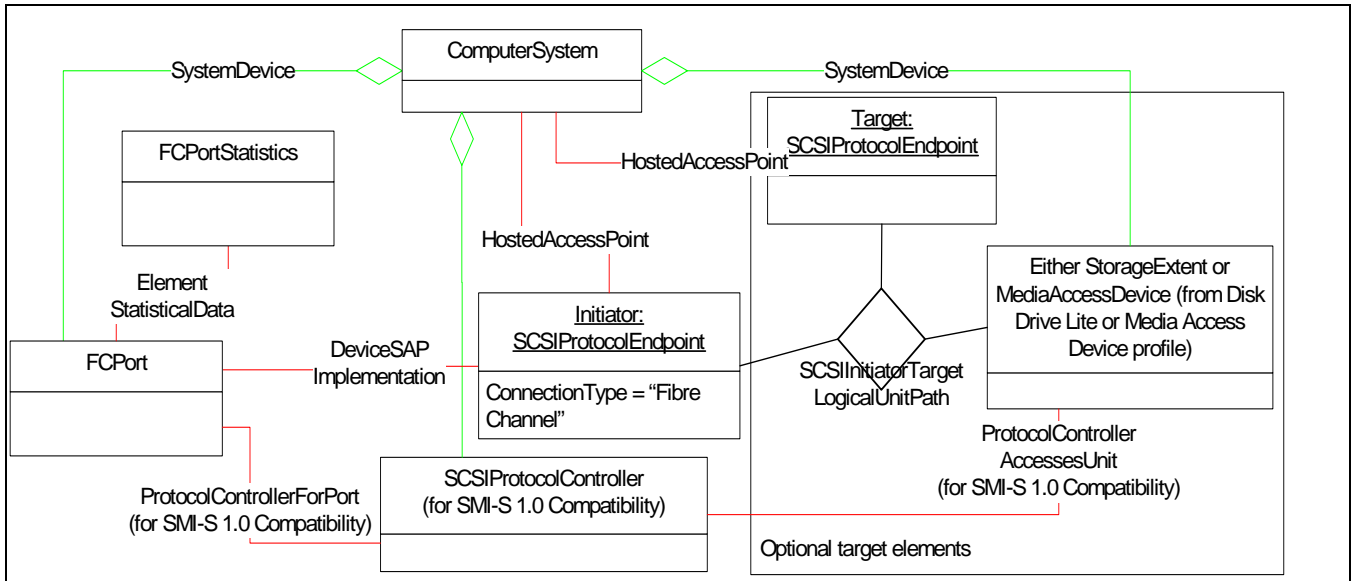 ComputerSystem
SystemDevice
SystemDevice
Target:
SCSIProtocolEndpoint
FCPortStatistics
HostedAccessPoint
HostedAccessPoint
Element
StatisticalData
Either StorageExtent or
MediaAccessDevice (from Disk
Drive Lite or Media Access
Device profile)
Initiator:
SCSIProtocolEndpoint
FCPort
DeviceSAP
Implementation
SCSIInitiatorTarget
LogicalUnitPath
ConnectionType = “Fibre
Channel”
ProtocolController
AccessesUnit
(for SMI-S 1.0 Compatibility)
SCSIProtocolController
(for SMI-S 1.0 Compatibility)
ProtocolControllerForPort
(for SMI-S 1.0 Compatibility)
Optional target elements